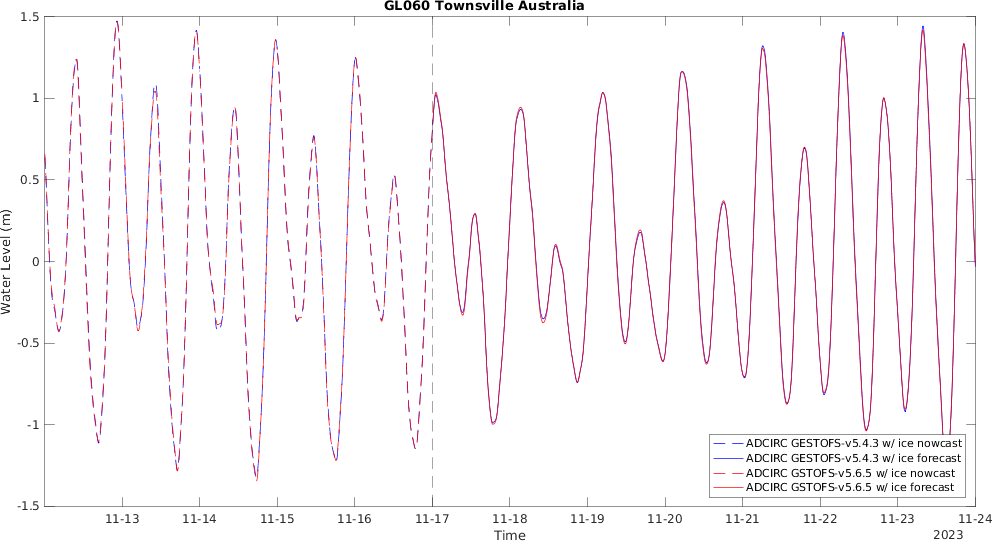 GL060 Townsville Australia
Water Level (m)
1.5
1
0.5
0
-0.5
-1
-1.5
ADCIRC GESTOFS-v5.4.3 w/ ice nowcast
ADCIRC GESTOFS-v5.4.3 w/ ice forecast
ADCIRC GSTOFS-v5.6.5 w/ ice nowcast
ADCIRC GSTOFS-v5.6.5 w/ ice forecast
11-13 11-14 11-15 11-16 11-17 11-18 11-19 11-20 11-21 11-22 11-23 11-24
Time
2023